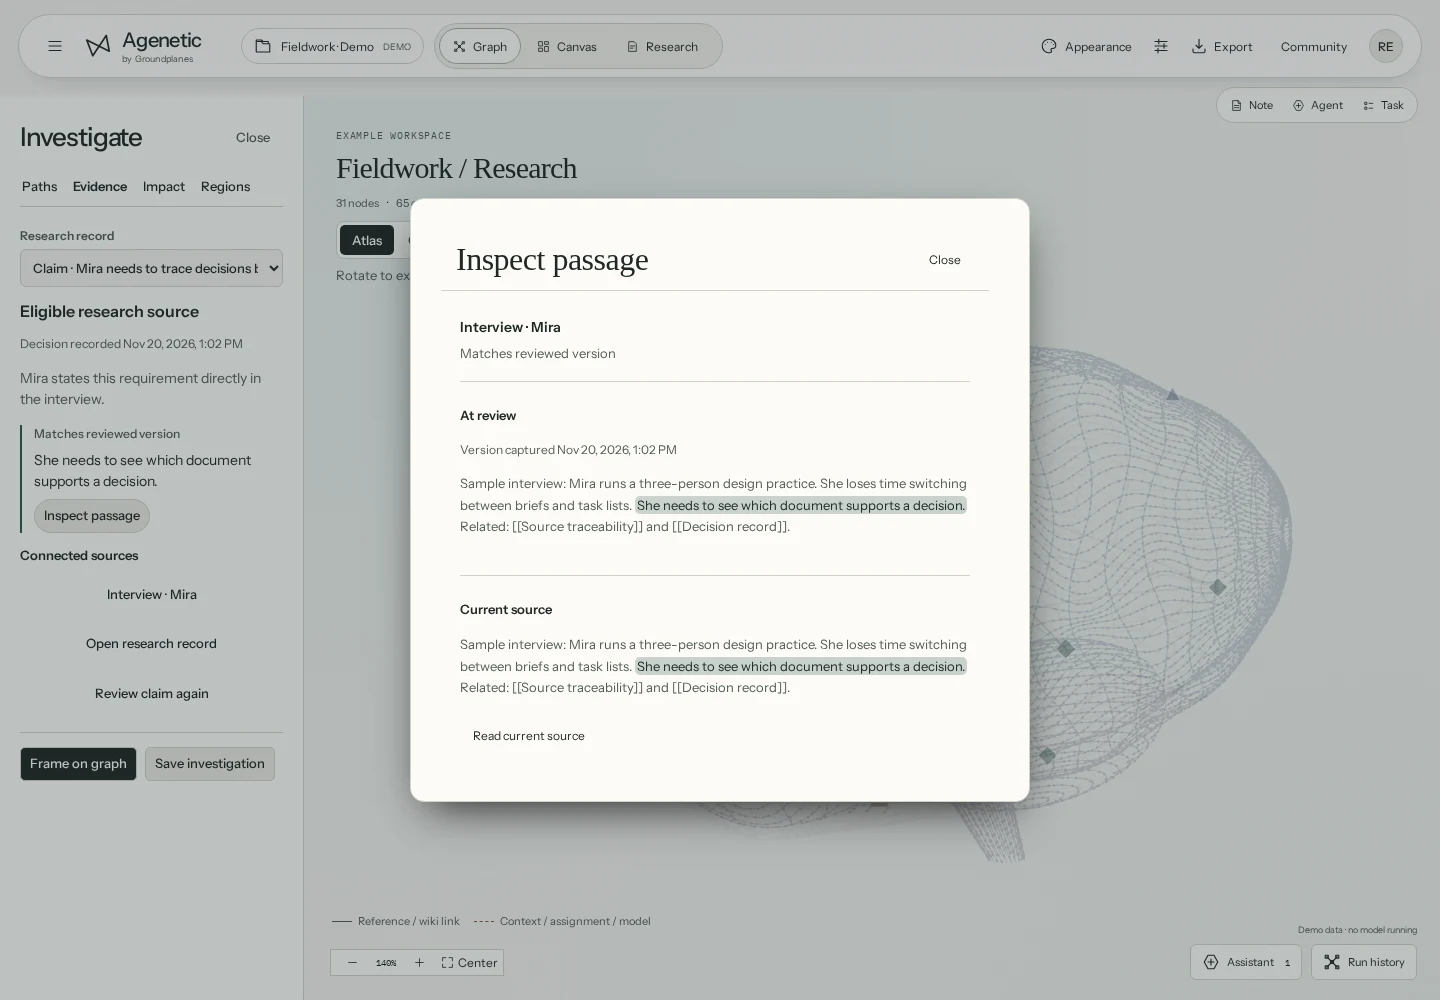 Agenetic
by Groundplanes
Fieldwork · Demo DEMO
Graph
Canvas
Research
Appearance
Export
Community
RE
Note
Agent
Task
Investigate
Close
Paths Evidence Impact Regions
Research record
Claim · Mira needs to trace decisions b
Eligible research source
Decision recorded Nov 20, 2026, 1:02 PM
Mira states this requirement directly in
the interview.
Matches reviewed version
She needs to see which document
supports a decision.
Inspect passage
Connected sources
Interview · Mira
Open research record
Review claim again
Frame on graph
Save investigation
EXAMPLE WORKSPACE
Fieldwork / Research
31 nodes · 65
Atlas
Rotate to ex
Inspect passage
Close
Interview · Mira
Matches reviewed version
At review
Version captured Nov 20, 2026, 1:02 PM
Sample interview: Mira runs a three-person design practice. She loses time switching
between briefs and task lists. She needs to see which document supports a decision.
Related: [[Source traceability]] and [[Decision record]].
Current source
Sample interview: Mira runs a three-person design practice. She loses time switching
between briefs and task lists. She needs to see which document supports a decision.
Related: [[Source traceability]] and [[Decision record]].
Read current source
Reference / wiki link
Context / assignment / model
140%
Center
Demo data · no model running
Assistant 1
Run history